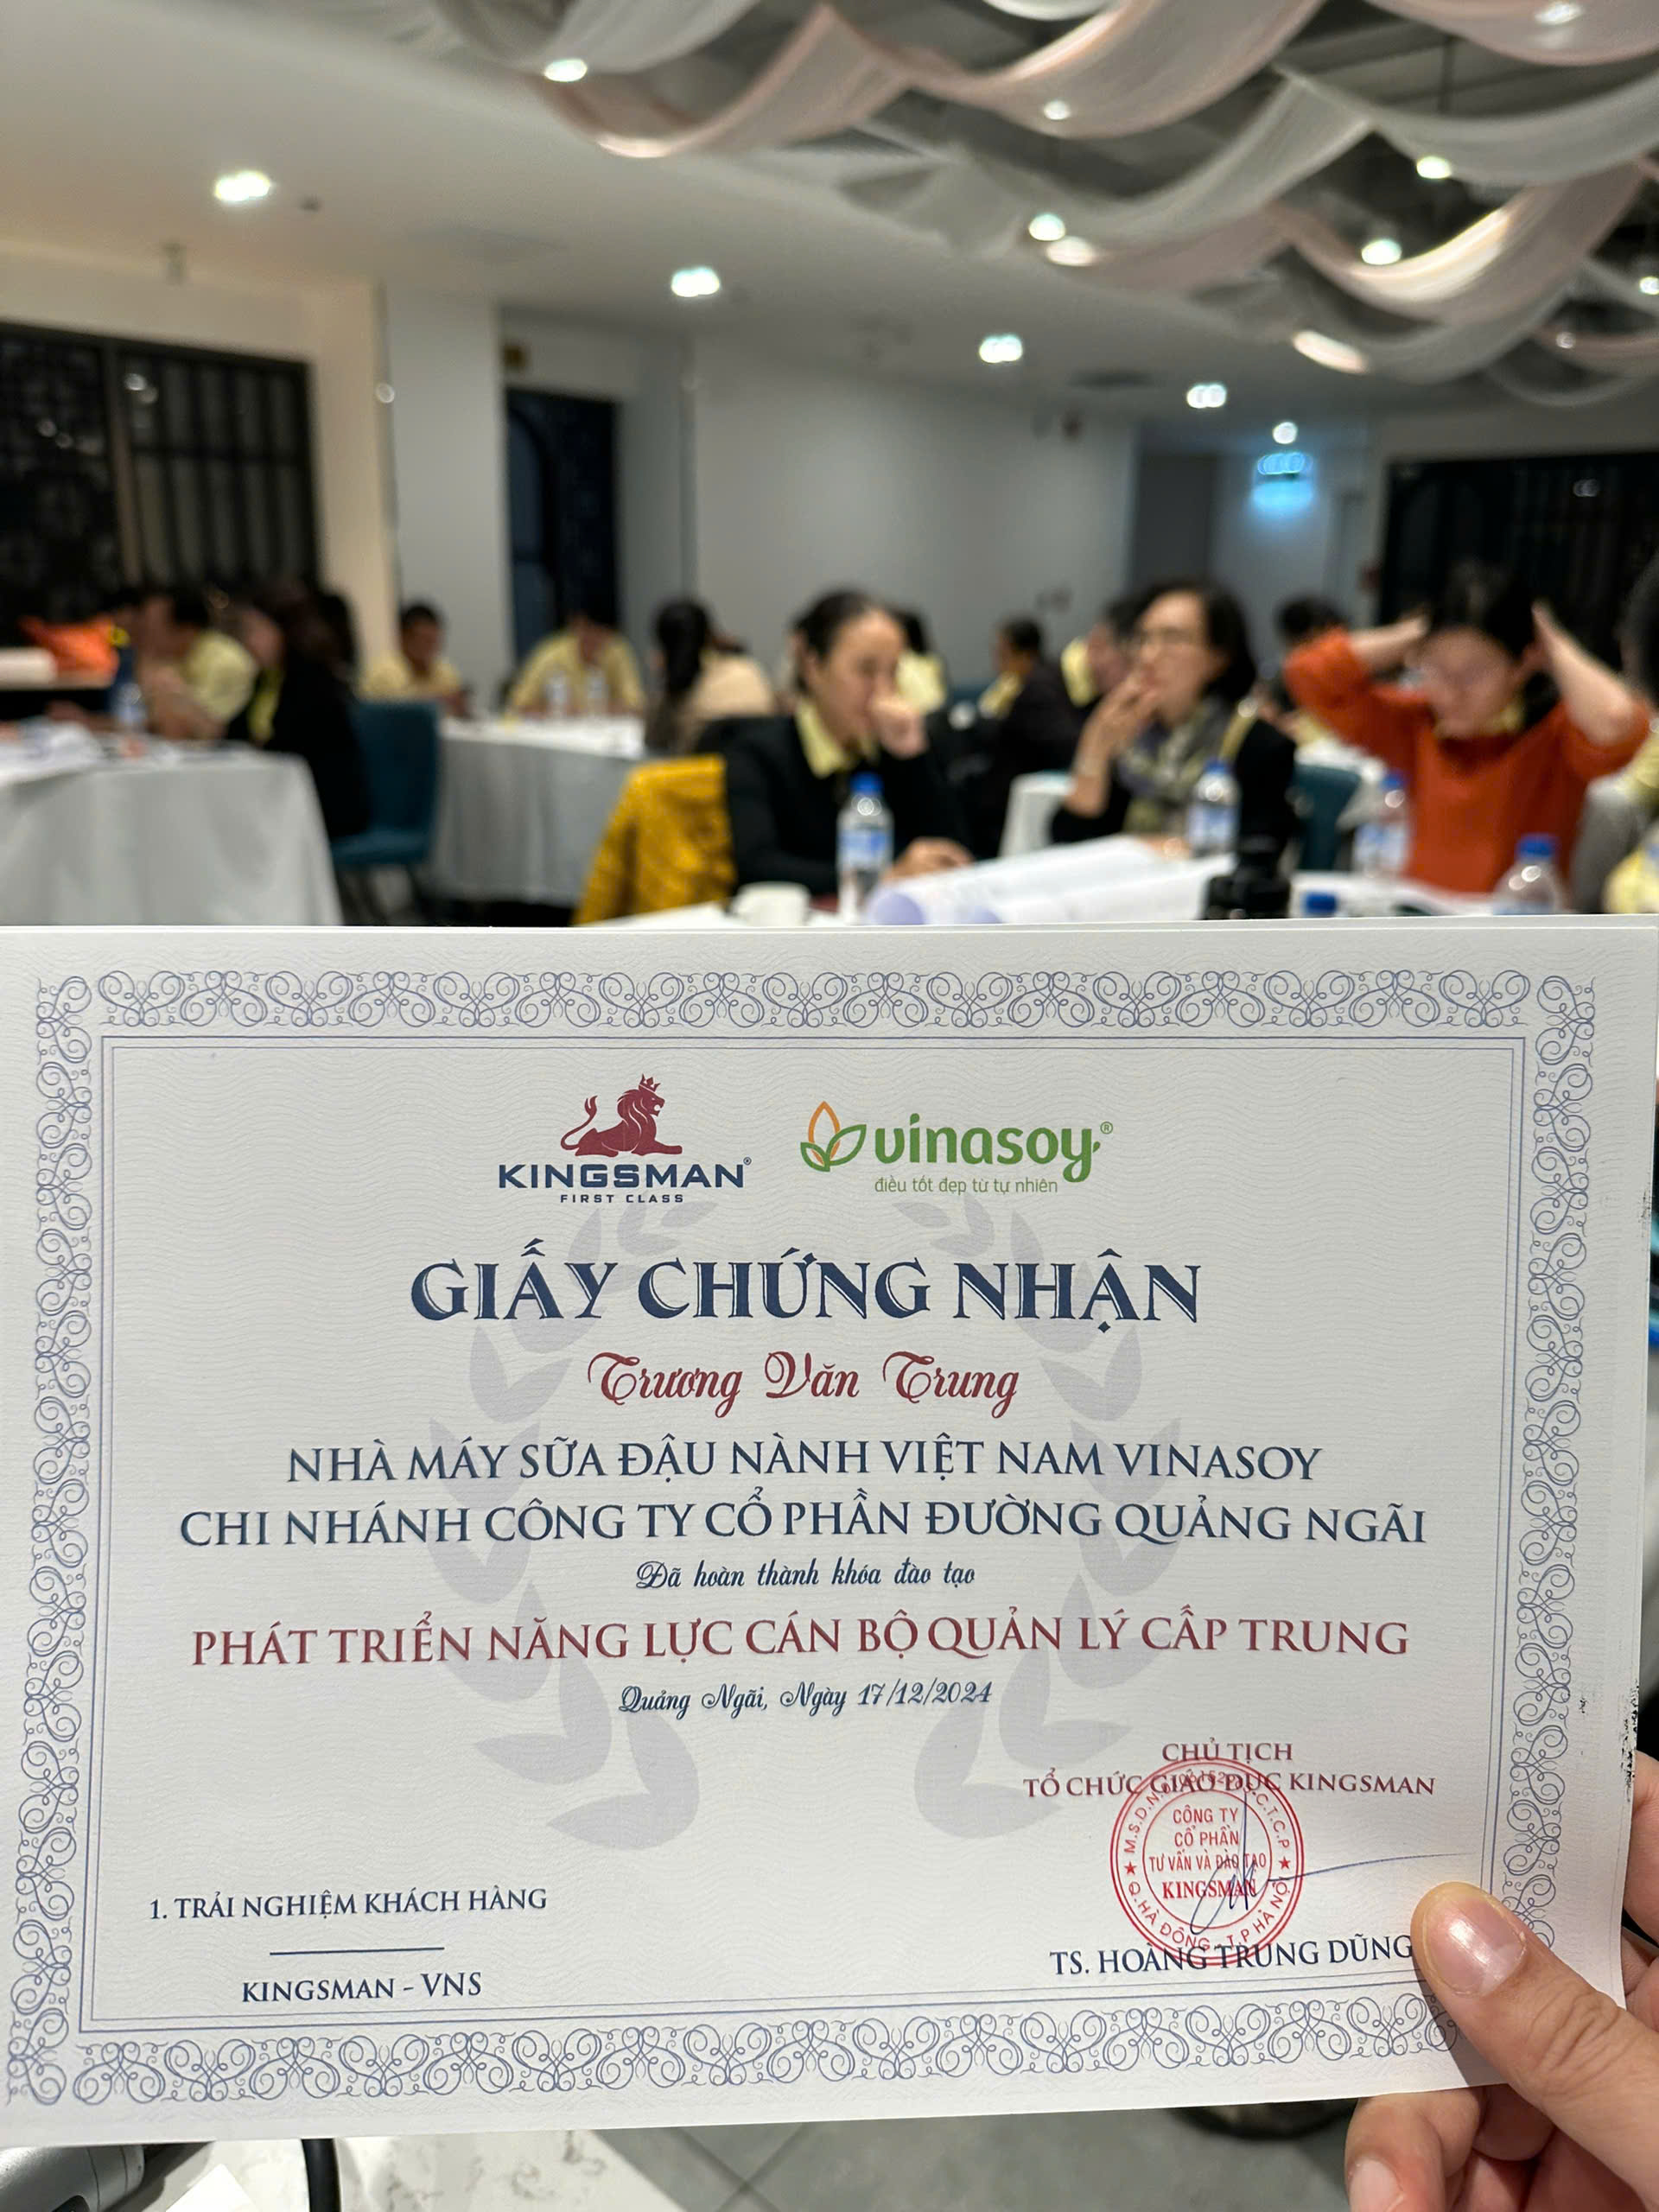 KINGSMAN®
FIRST CLASS
vinasoy®
điều tốt đẹp từ tự nhiên
GIẤY CHỨNG NHẬN
Trương Văn Trung
NHÀ MÁY SỮA ĐẬU NÀNH VIỆT NAM VINASOY
CHI NHÁNH CÔNG TY CỔ PHẦN ĐƯỜNG QUẢNG NGÃI
Đã hoàn thành khóa đào tạo
PHÁT TRIỂN NĂNG LỰC CÁN BỘ QUẢN LÝ CẤP TRUNG
Quảng Ngãi, Ngày 17/12/2024
CHỦ TỊCH
TỔ CHỨC GIÁO DỤC KINGSMAN
M.S.D.N
C.T.C.P
CÔNG TY
CỔ PHẦN
TƯ VẤN VÀ ĐÀO TẠO
KINGSMAN
Q.HÀ ĐÔNG - T.P HÀ NỘI
TS. HOÀNG TRUNG DŨNG
1. TRẢI NGHIỆM KHÁCH HÀNG
KINGSMAN - VNS